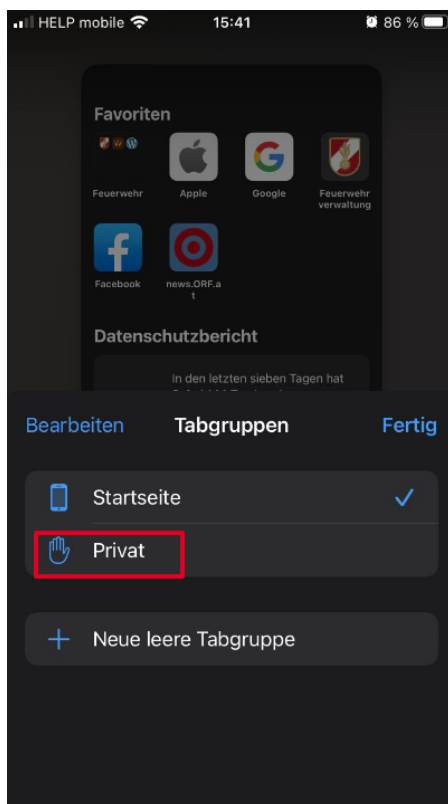 HELP mobile 15:41 86 %
Favoriten
Feuerwehr Apple Google Feuerwehr
verwaltung
Facebook news.ORF.a
t
Datenschutzbericht
In den letzten sieben Tagen hat
Bearbeiten Tabgruppen Fertig
Startseite
Privat
Neue leere Tabgruppe